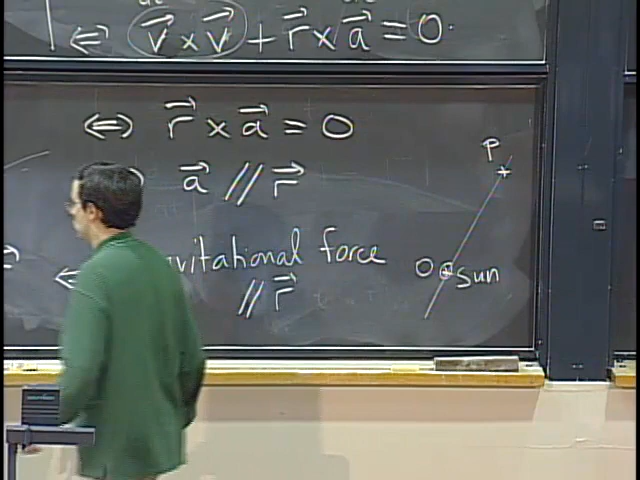 ⇔ v⃗ × v⃗ + r⃗ × a⃗ = 0.
⇔ r⃗ × a⃗ = 0
a⃗ // r⃗
⇔ vitational force
// r⃗
P
O sun